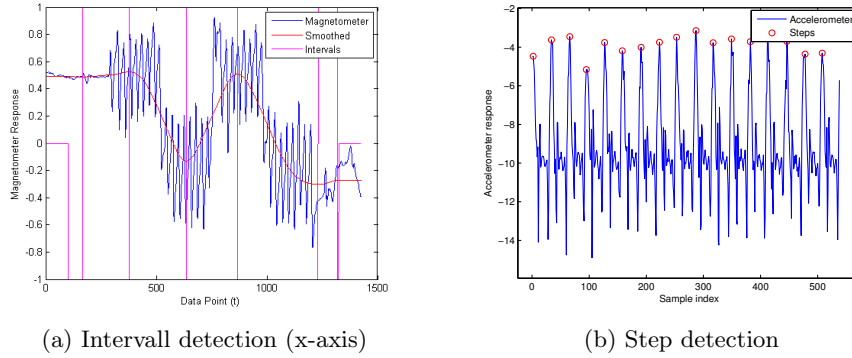 1
0.8
0.6
0.4
0.2
0
0.2
0.4
0.6
0.8
1
Magnetometer Response
0
500
1000
1500
Data Point (t)
Magnetometer
Smoothed
Intervals
(a) Intervall detection (x-axis)
−2
−4
−6
−8
−10
−12
−14
Accelerometer response
0
100
200
300
400
500
Sample index
Accelerometer
Steps
(b) Step detection